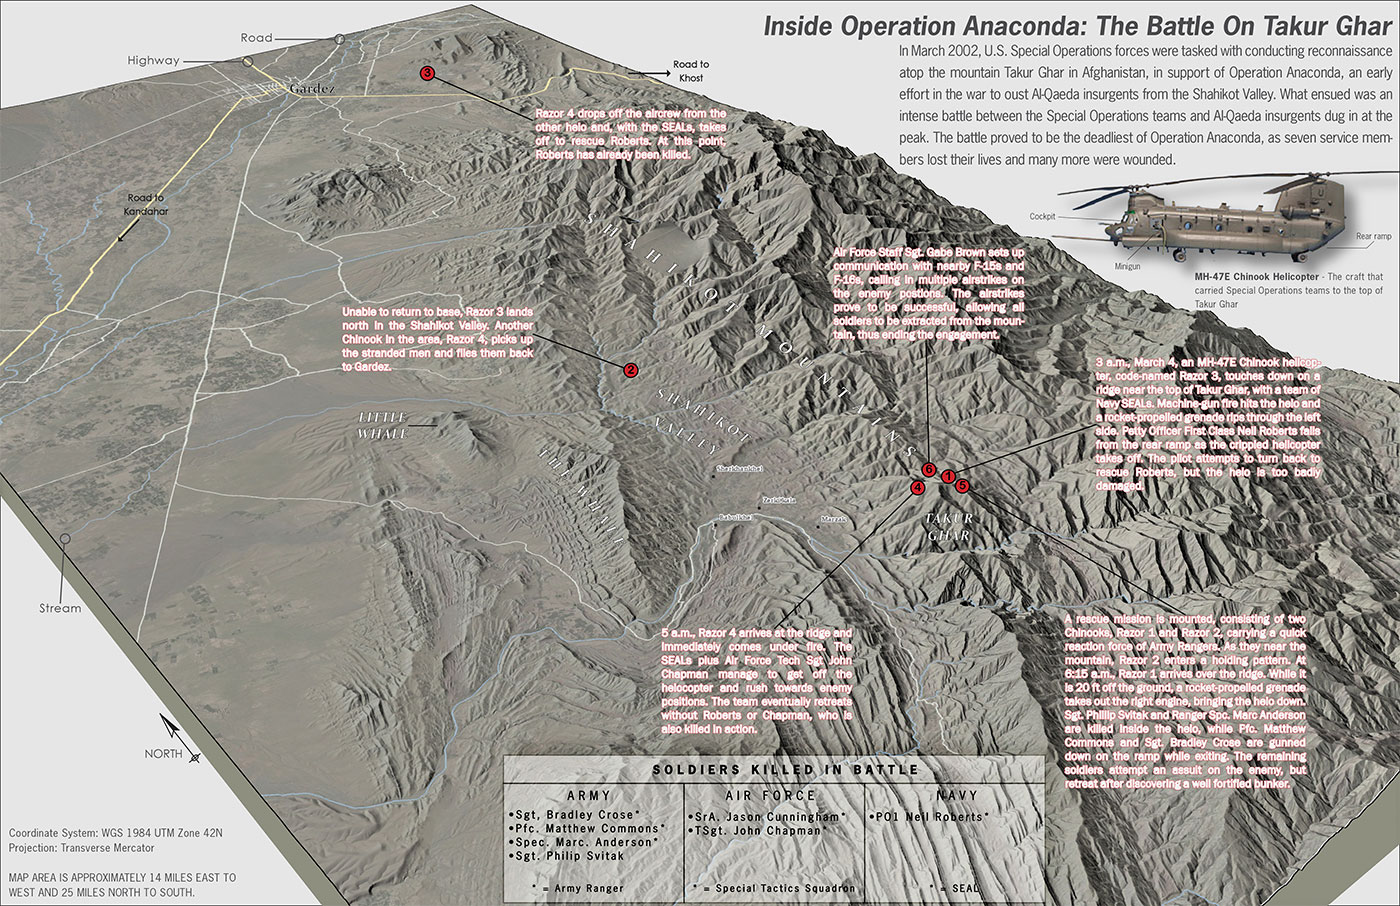 Inside Operation Anaconda: The Battle On Takur Ghar
In March 2002, U.S. Special Operations forces were tasked with conducting reconnaissance
atop the mountain Takur Ghar in Afghanistan, in support of Operation Anaconda, an early
effort in the war to oust Al-Qaeda insurgents from the Shahikot Valley. What ensued was an
intense battle between the Special Operations teams and Al-Qaeda insurgents dug in at the
peak. The battle proved to be the deadliest of Operation Anaconda, as seven service mem-
bers lost their lives and many more were wounded.
Road
Highway
Gardez
3
Road to
Khost
Razor 4 drops off the aircrew from the
other helo and, with the SEALs, takes
off to rescue Roberts. At this point,
Roberts has already been killed.
Road to
Kandahar
Cockpit
Minigun
Rear ramp
MH-47E Chinook Helicopter - The craft that
carried Special Operations teams to the top of
Takur Ghar
SHAHIKOT MOUNTAINS
Air Force Staff Sgt. Gabe Brown sets up
communication with nearby F-15s and
F-16s, calling in multiple airstrikes on
the enemy postions. The airstrikes
prove to be successful, allowing all
soldiers to be extracted from the moun-
tain, thus ending the engagement.
Unable to return to base, Razor 3 lands
north in the Shahikot Valley. Another
Chinook in the area, Razor 4, picks up
the stranded men and flies them back
to Gardez.
2
3 a.m., March 4, an MH-47E Chinook helicop-
ter, code-named Razor 3, touches down on a
ridge near the top of Takur Ghar, with a team of
Navy SEALs. Machine-gun fire hits the helo and
a rocket-propelled grenade rips through the left
side. Petty Officer First Class Neil Roberts falls
from the rear ramp as the crippled helicopter
takes off. The pilot attempts to turn back to
rescue Roberts, but the helo is too badly
damaged.
LITTLE
WHALE
THE WHALE
SHAHIKOT
VALLEY
Sherkhankhel
Zerki Kala
Babulkhel
Marzak
6
1
4
5
TAKUR
GHAR
Stream
5 a.m., Razor 4 arrives at the ridge and
immediately comes under fire. The
SEALs plus Air Force Tech Sgt John
Chapman manage to get off the
helocopter and rush towards enemy
positions. The team eventually retreats
without Roberts or Chapman, who is
also killed in action.
A rescue mission is mounted, consisting of two
Chinooks, Razor 1 and Razor 2, carrying a quick
reaction force of Army Rangers. As they near the
mountain, Razor 2 enters a holding pattern. At
6:15 a.m., Razor 1 arrives over the ridge. While it
is 20 ft off the ground, a rocket-propelled grenade
takes out the right engine, bringing the helo down.
Sgt. Phillip Svitak and Ranger Spc. Marc Anderson
are killed inside the helo, while Pfc. Matthew
Commons and Sgt. Bradley Crose are gunned
down on the ramp while exiting. The remaining
soldiers attempt an assult on the enemy, but
retreat after discovering a well fortified bunker.
NORTH
SOLDIERS KILLED IN BATTLE
ARMY
•Sgt, Bradley Crose*
•Pfc. Matthew Commons*
•Spec. Marc. Anderson*
•Sgt. Philip Svitak
* = Army Ranger
AIR FORCE
•SrA. Jason Cunningham*
•TSgt. John Chapman*
* = Special Tactics Squadron
NAVY
•PO1 Neil Roberts*
* = SEAL
Coordinate System: WGS 1984 UTM Zone 42N
Projection: Transverse Mercator
MAP AREA IS APPROXIMATELY 14 MILES EAST TO
WEST AND 25 MILES NORTH TO SOUTH.